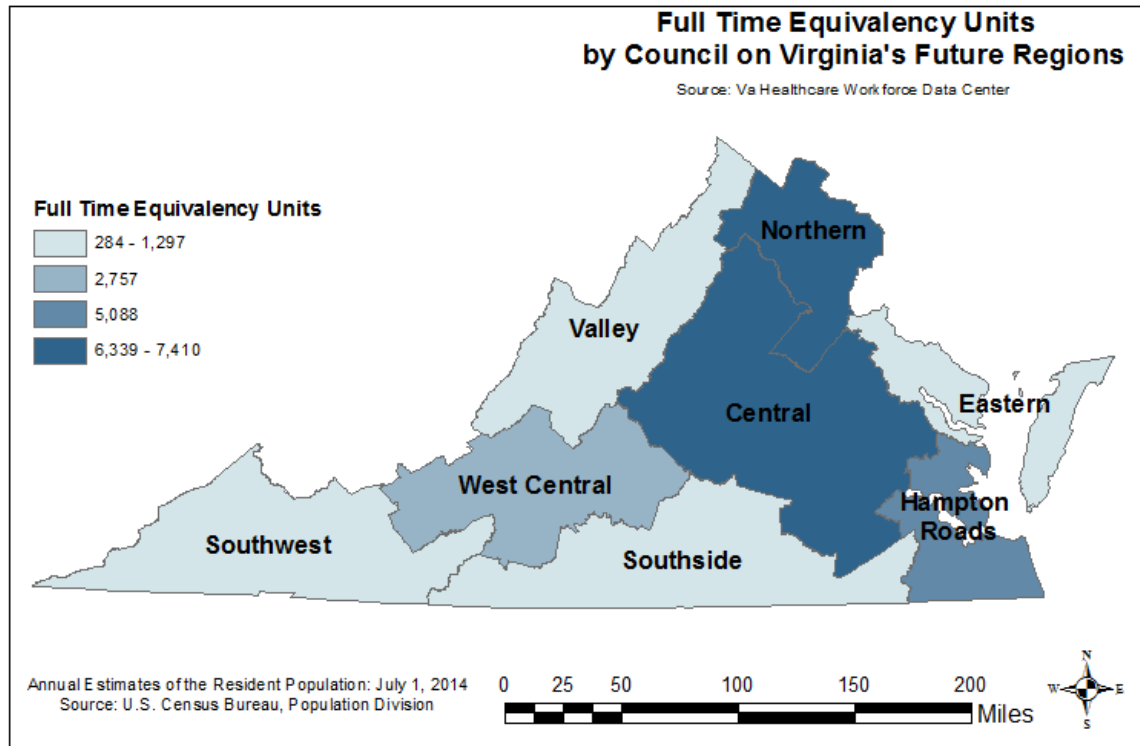 Full Time Equivalency Units
by Council on Virginia's Future Regions
Source: Va Healthcare Workforce Data Center
Full Time Equivalency Units
284 - 1,297
2,757
5,088
6,339 - 7,410
Northern
Valley
Eastern
Central
West Central
Hampton
Roads
Southwest
Southside
Annual Estimates of the Resident Population: July 1, 2014
Source: U.S. Census Bureau, Population Division
0 25 50 100 150 200
Miles
N
W E
S